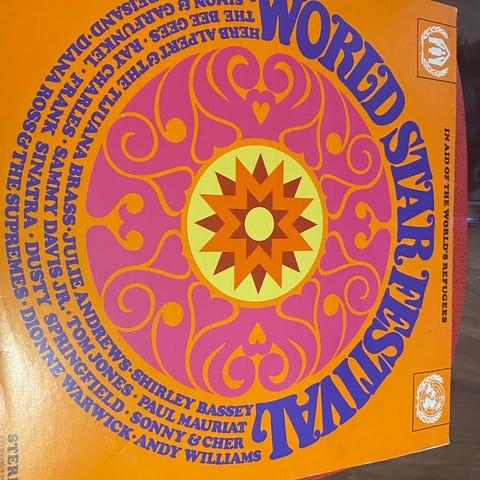 IN AID OF THE WORLD'S REFUGEES
WORLD STAR FESTIVAL
HERB ALPERT & THE TIJUANA BRASS · JULIE ANDREWS · SHIRLEY BASSEY
THE BEE GEES · RAY CHARLES · SAMMY DAVIS JR. · TOM JONES · PAUL MAURIAT
SIMON & GARFUNKEL · FRANK SINATRA · DUSTY SPRINGFIELD · SONNY & CHER
EISAND · DIANA ROSS & THE SUPREMES · DIONNE WARWICK · ANDY WILLIAMS
STER